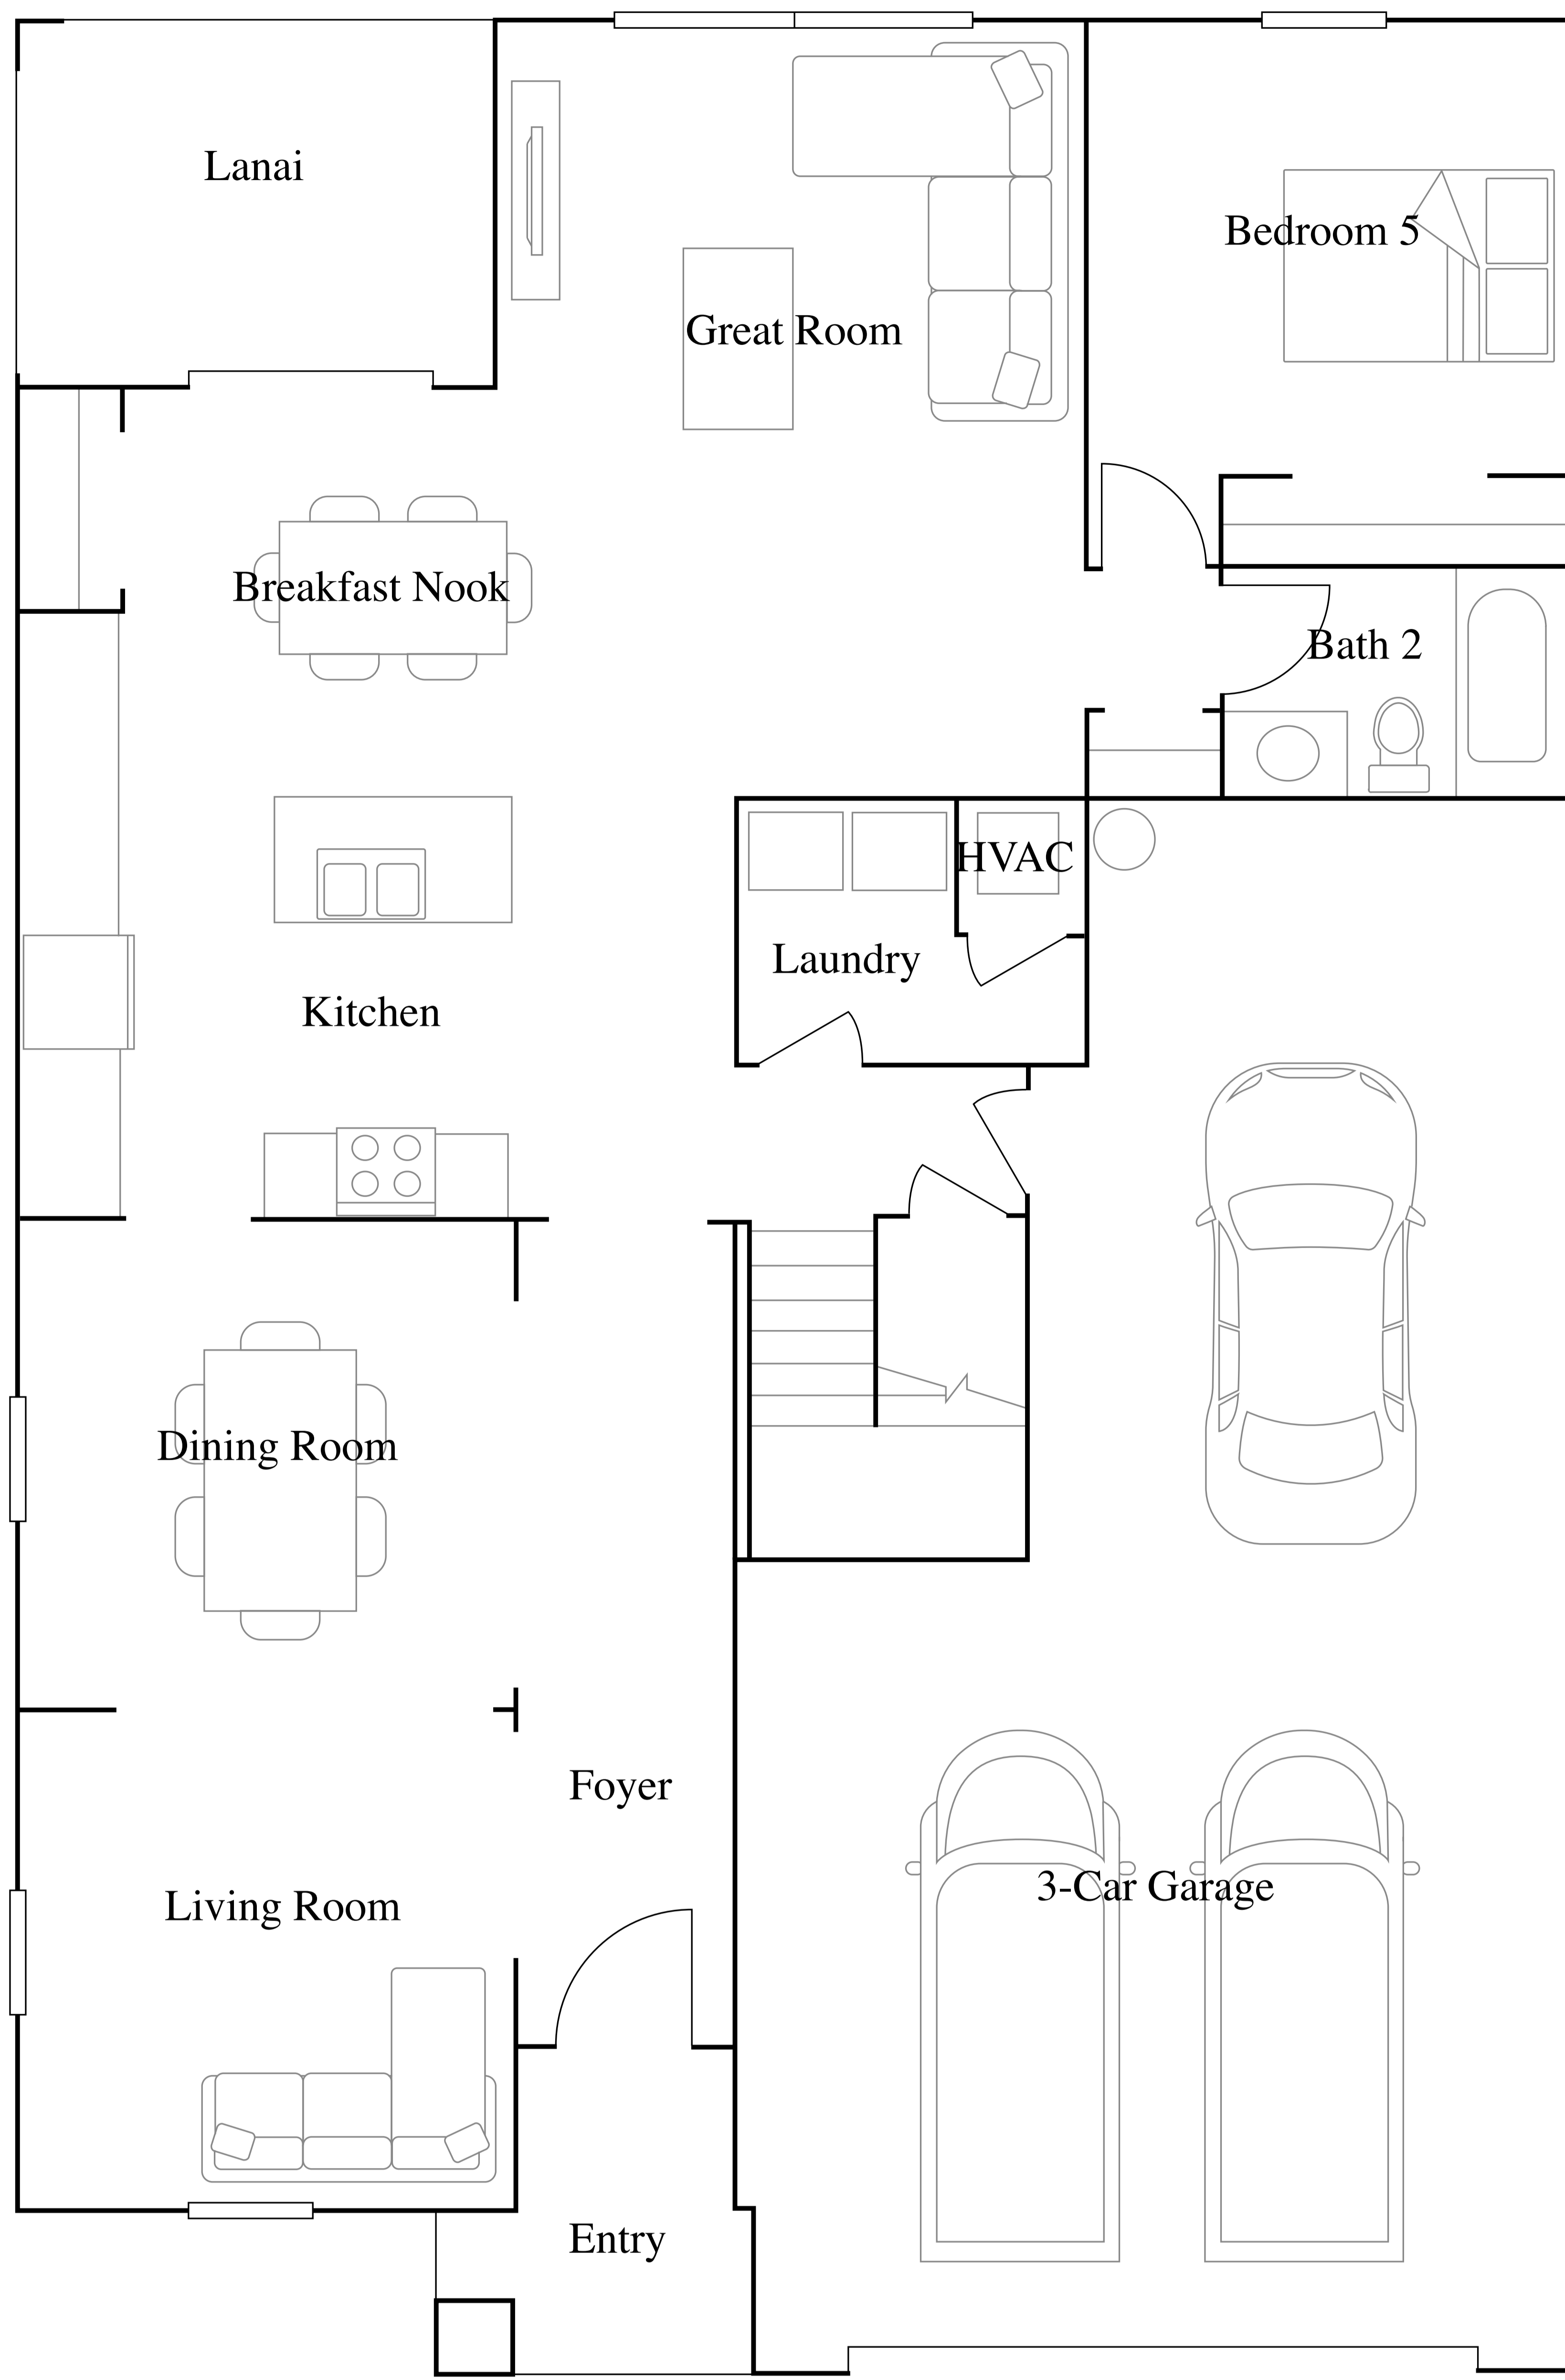 Lanai
Bedroom 5
Great Room
Breakfast Nook
Bath 2
HVAC
Laundry
Kitchen
Dining Room
Foyer
3-Car Garage
Living Room
Entry